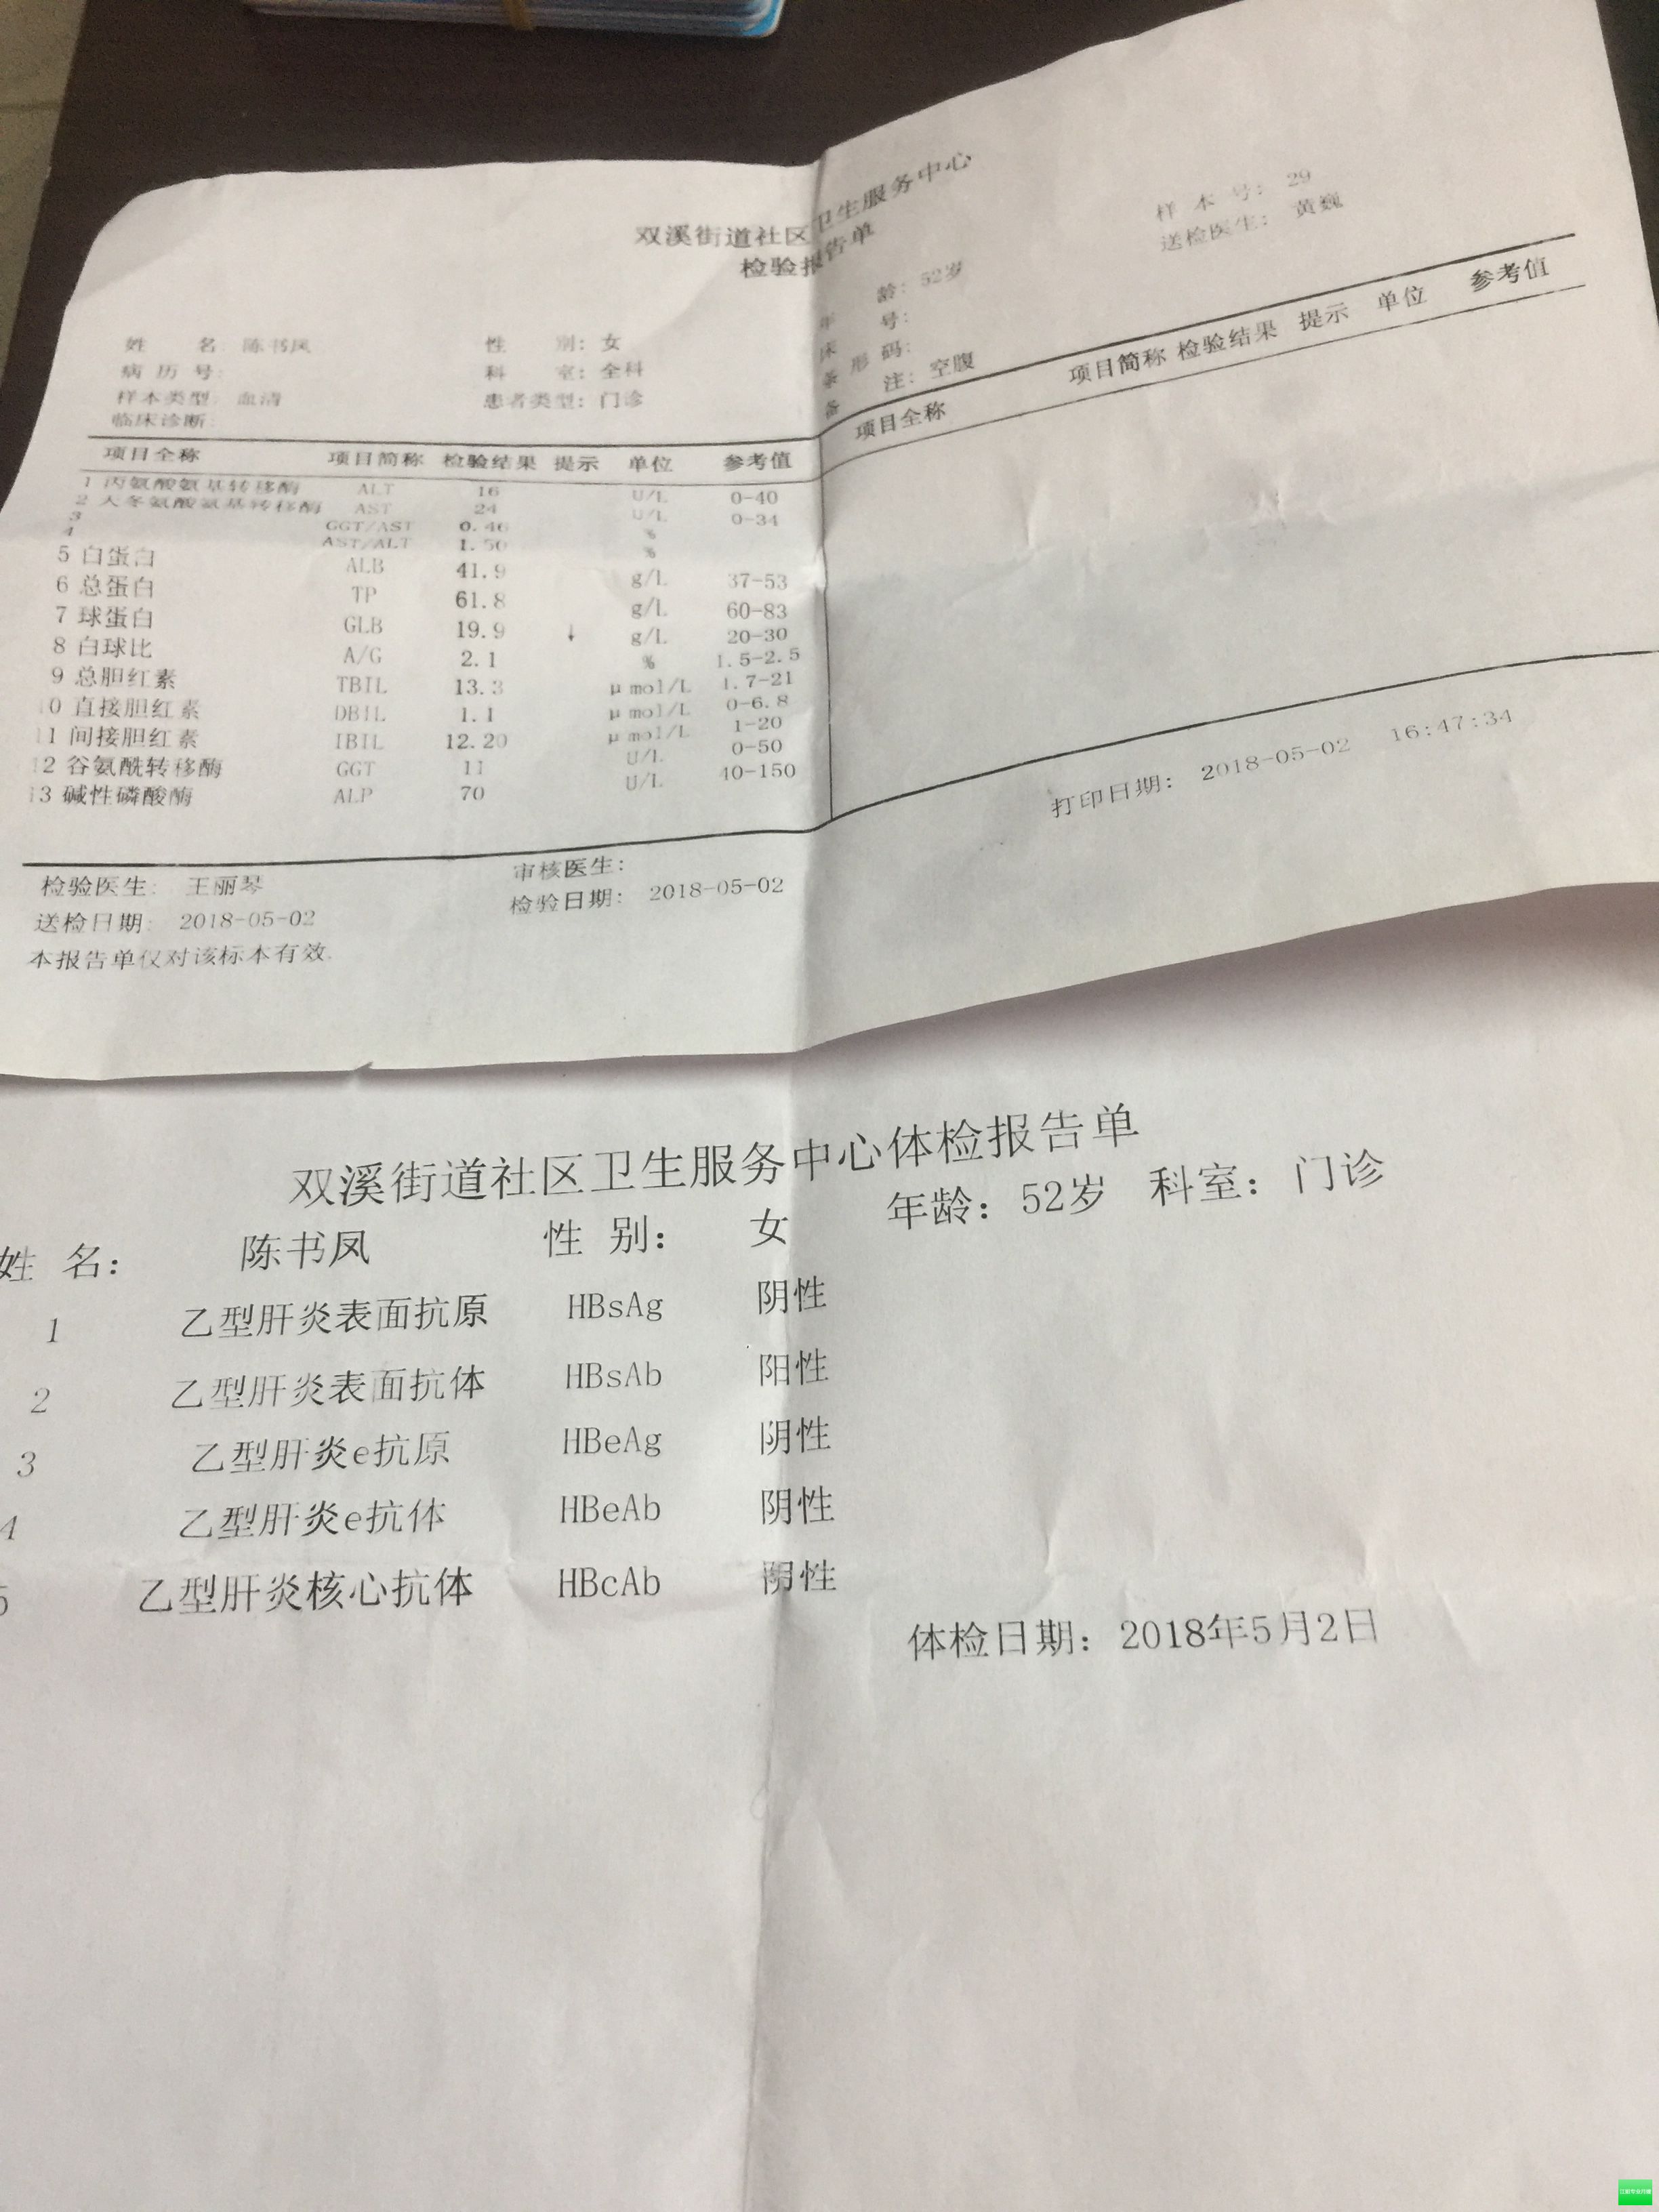 双溪街道社区卫生服务中心
检验报告单
样 本 号: 29
送检医生: 黄巍
姓 名: 陈书凤 性 别: 女 年 龄: 52岁
病 历 号: 科 室: 全科 床 号:
样本类型: 血清 患者类型: 门诊 条 形 码:
临床诊断: 备 注: 空腹
项目全称 项目简称 检验结果 提示 单位 参考值 项目全称 项目简称 检验结果 提示 单位 参考值
1 丙氨酸氨基转移酶 ALT 16 U/L 0-40
2 天冬氨酸氨基转移酶 AST 24 U/L 0-34
3 GGT/AST 0.46 %
4 AST/ALT 1.50 %
5 白蛋白 ALB 41.9 g/L 37-53
6 总蛋白 TP 61.8 g/L 60-83
7 球蛋白 GLB 19.9 ↓ g/L 20-30
8 白球比 A/G 2.1 % 1.5-2.5
9 总胆红素 TBIL 13.3 μmol/L 1.7-21
10 直接胆红素 DBIL 1.1 μmol/L 0-6.8
11 间接胆红素 IBIL 12.20 μmol/L 1-20
12 谷氨酰转移酶 GGT 11 U/L 0-50
13 碱性磷酸酶 ALP 70 U/L 40-150
检验医生: 王丽琴 审核医生: 打印日期: 2018-05-02 16:47:34
送检日期: 2018-05-02 检验日期: 2018-05-02
本报告单仅对该标本有效.
双溪街道社区卫生服务中心体检报告单
姓 名: 陈书凤 性 别: 女 年龄: 52岁 科室: 门诊
1 乙型肝炎表面抗原 HBsAg 阴性
2 乙型肝炎表面抗体 HBsAb 阳性
3 乙型肝炎e抗原 HBeAg 阴性
4 乙型肝炎e抗体 HBeAb 阴性
5 乙型肝炎核心抗体 HBcAb 阴性
体检日期: 2018年5月2日